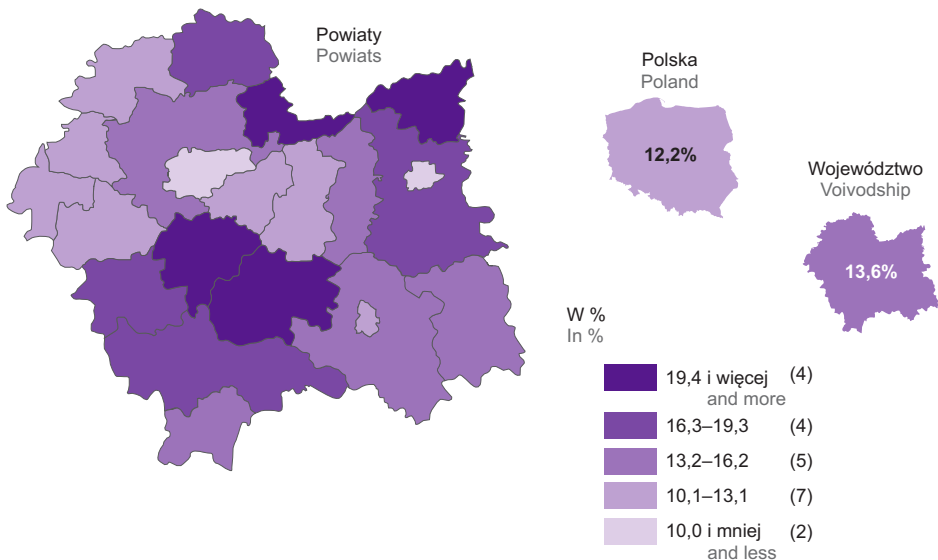 Powiaty
Powiats
Polska
Poland
12,2%
Województwo
Voivodship
13,6%
W %
In %
19,4 i więcej (4)
and more
16,3–19,3 (4)
13,2–16,2 (5)
10,1–13,1 (7)
10,0 i mniej (2)
and less